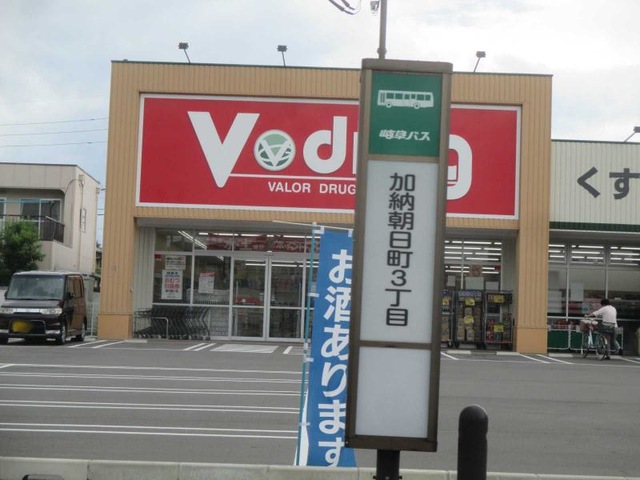 Vdrug
VALOR DRUG
くす
岐阜バス
加納朝日町3丁目
お酒あります